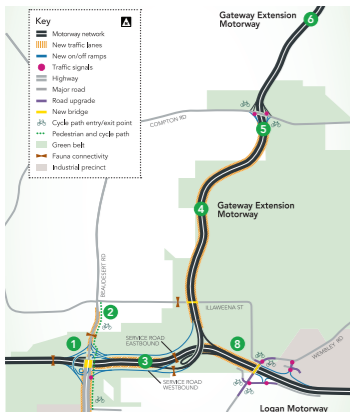 Key
Motorway network
New traffic lanes
New on/off ramps
Traffic signals
Highway
Major road
Road upgrade
New bridge
Cycle path entry/exit point
Pedestrian and cycle path
Green belt
Fauna connectivity
Industrial precinct
Gateway Extension
Motorway
6
COMPTON RD
5
4
Gateway Extension
Motorway
BEAUDESERT RD
2
ILLAWEENA ST
1
SERVICE ROAD
EASTBOUND
3
8
WEMBLEY RD
SERVICE ROAD
WESTBOUND
Logan Motorway